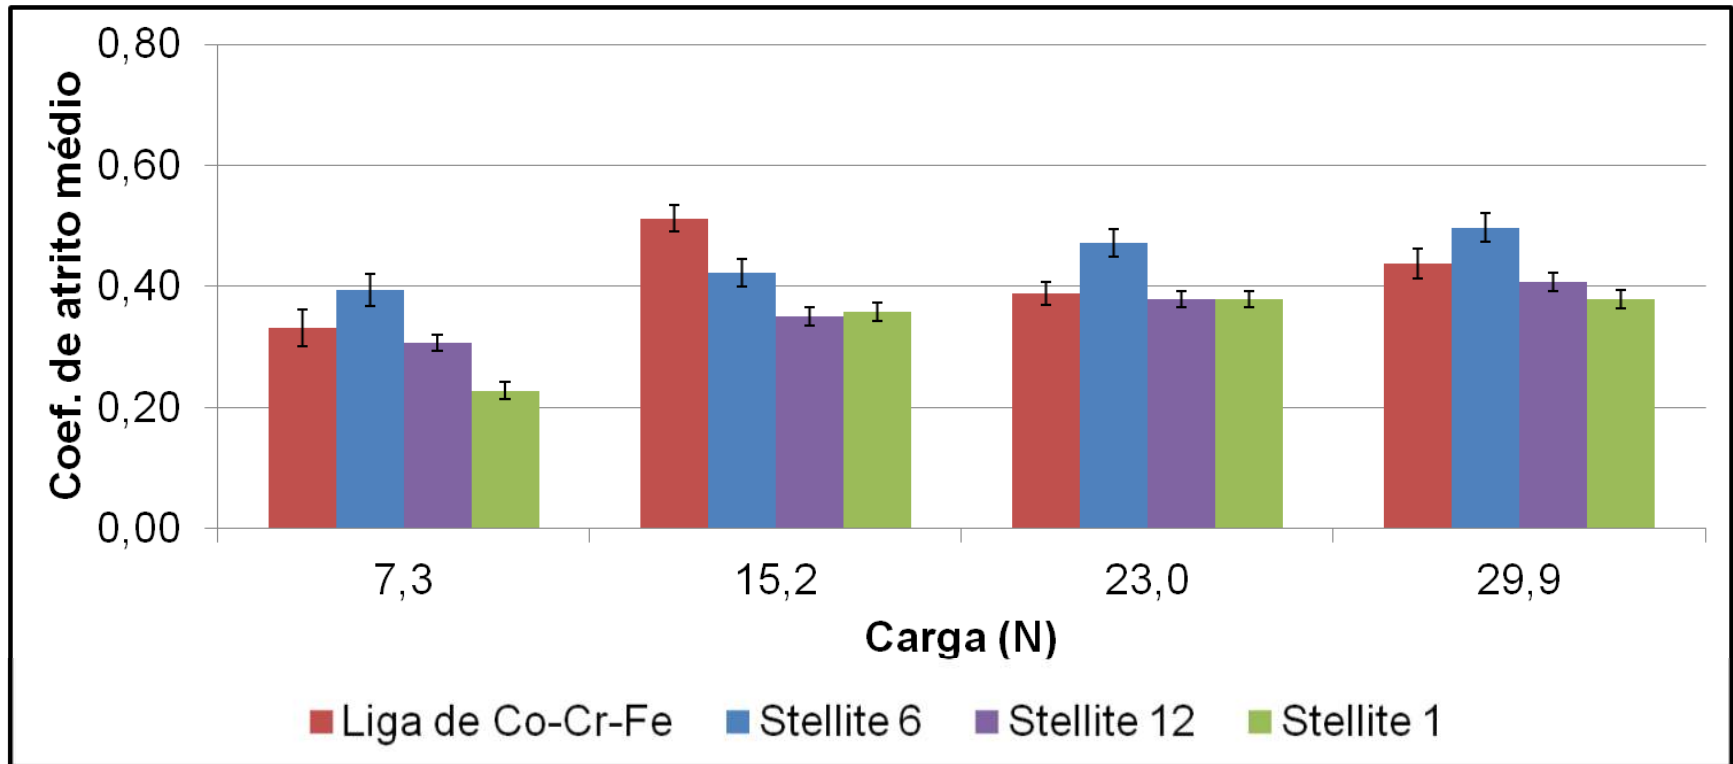 Coef. de atrito médio
0,80
0,60
0,40
0,20
0,00
7,3 15,2 23,0 29,9
Carga (N)
Liga de Co-Cr-Fe Stellite 6 Stellite 12 Stellite 1